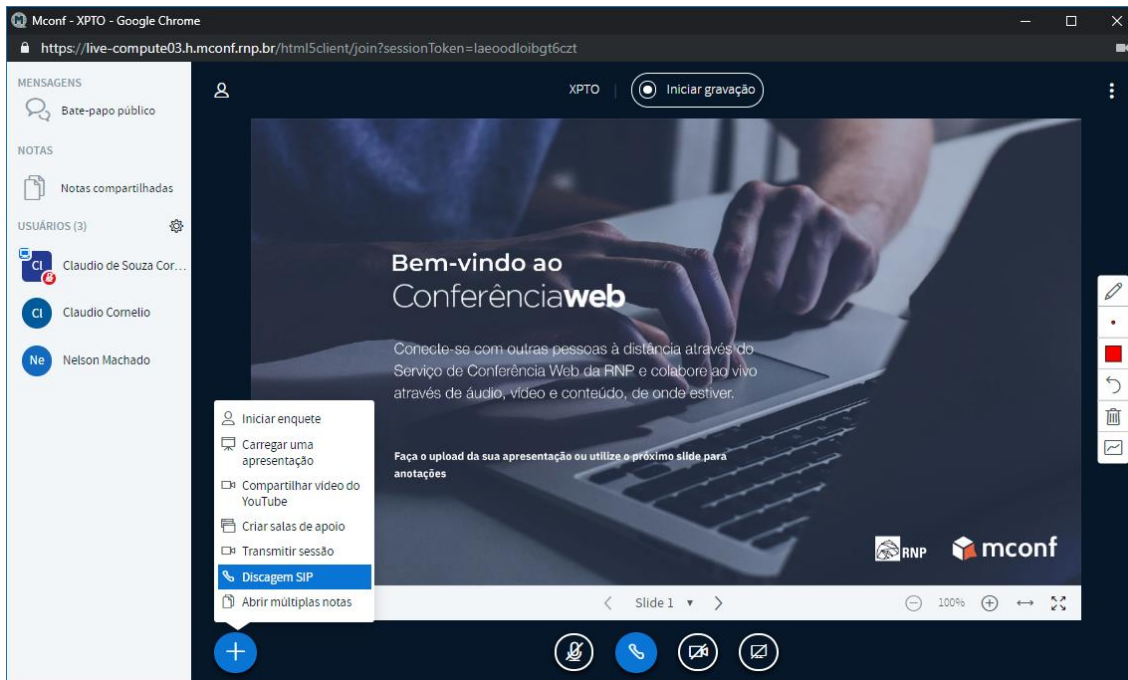 Mconf - XPTO - Google Chrome
https://live-compute03.h.mconf.rnp.br/html5client/join?sessionToken=laeoodloibgt6czt
MENSAGENS
Bate-papo público
NOTAS
Notas compartilhadas
USUÁRIOS (3)
CI
Claudio de Souza Cor...
CI
Claudio Cornelio
Ne
Nelson Machado
XPTO
Iniciar gravação
Bem-vindo ao
Conferênciaweb
Conecte-se com outras pessoas à distância através do
Serviço de Conferência Web da RNP e colabore ao vivo
através de áudio, vídeo e conteúdo, de onde estiver.
Faça o upload da sua apresentação ou utilize o próximo slide para
anotações
RNP
mconf
Iniciar enquete
Carregar uma
apresentação
Compartilhar vídeo do
YouTube
Criar salas de apoio
Transmitir sessão
Discagem SIP
Abrir múltiplas notas
Slide 1
100%